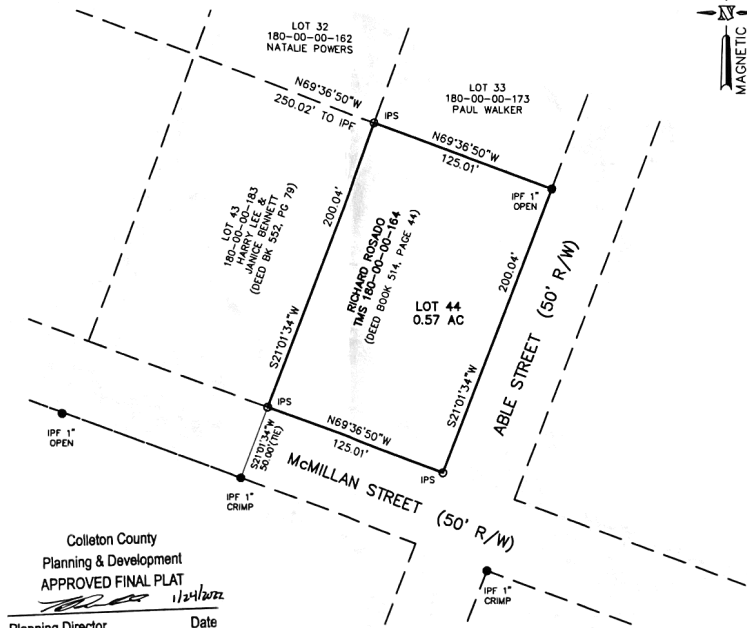 LOT 32
180-00-00-162
NATALIE POWERS
MAGNETIC
N69°36'50"W
250.02' TO IPF
IPS
LOT 33
180-00-00-173
PAUL WALKER
N69°36'50"W
125.01'
IPF 1"
OPEN
LOT 43
180-00-00-183
HARRY LEE &
JANICE BENNETT
(DEED BK 552, PG 79)
200.04'
S21°01'34"W
RICHARD ROSADO
TMS 180-00-00-164
(DEED BOOK 514, PAGE 44)
LOT 44
0.57 AC
200.04'
S21°01'34"W
ABLE STREET (50' R/W)
IPS
N69°36'50"W
125.01'
IPS
IPF 1"
OPEN
S21°01'34"W
50.00'(TIE)
IPF 1"
CRIMP
McMILLAN STREET (50' R/W)
IPF 1"
CRIMP
Colleton County
Planning & Development
APPROVED FINAL PLAT
1/24/2022
Planning Director Date